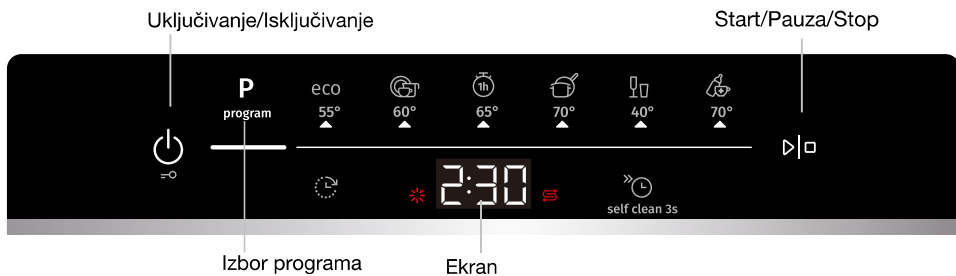 Uključivanje/Isključivanje
Start/Pauza/Stop
P
program
eco
55°
60°
1h
65°
70°
40°
70°
2:30
self clean 3s
Izbor programa
Ekran